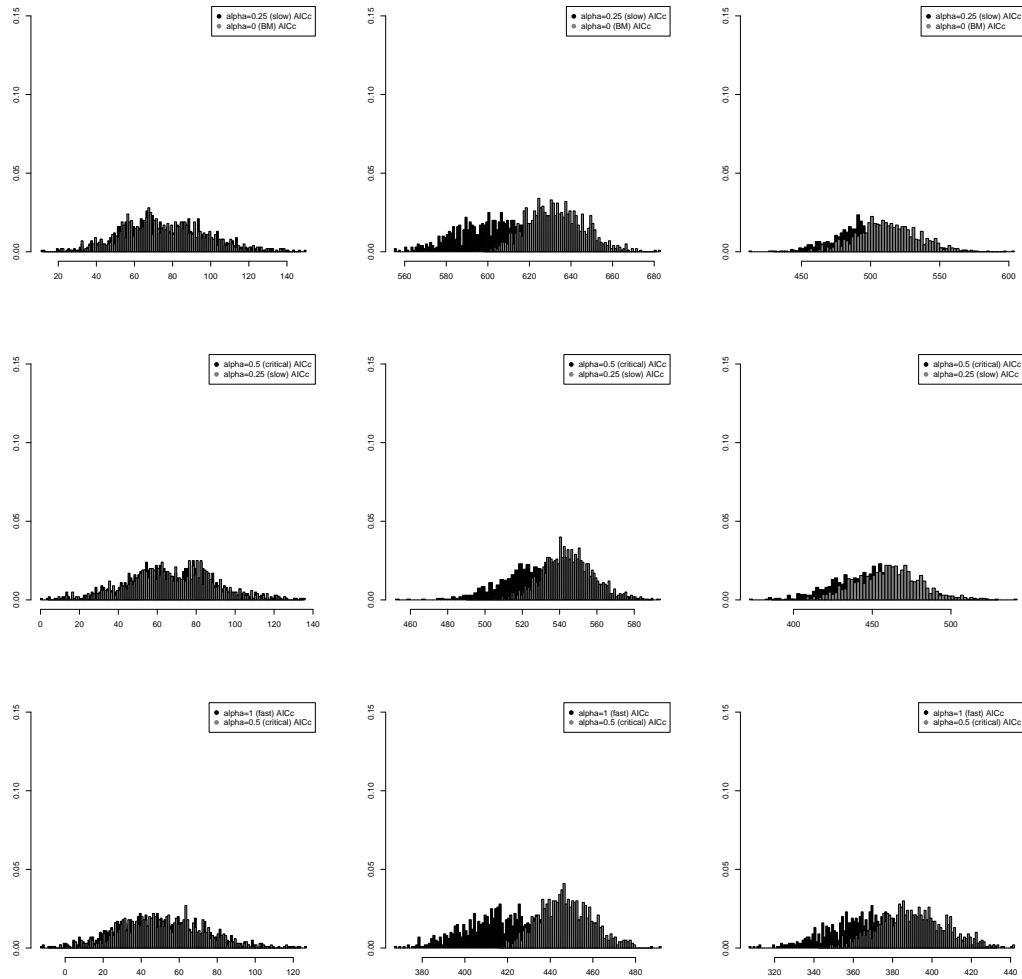 alpha=0.25 (slow) AICc
alpha=0 (BM) AICc
0.15
0.10
0.05
0.00
20 40 60 80 100 120 140
alpha=0.25 (slow) AICc
alpha=0 (BM) AICc
0.15
0.10
0.05
0.00
560 580 600 620 640 660 680
alpha=0.25 (slow) AICc
alpha=0 (BM) AICc
0.15
0.10
0.05
0.00
450 500 550 600
alpha=0.5 (critical) AICc
alpha=0.25 (slow) AICc
0.15
0.10
0.05
0.00
0 20 40 60 80 100 120 140
alpha=0.5 (critical) AICc
alpha=0.25 (slow) AICc
0.15
0.10
0.05
0.00
460 480 500 520 540 560 580
alpha=0.5 (critical) AICc
alpha=0.25 (slow) AICc
0.15
0.10
0.05
0.00
400 450 500
alpha=1 (fast) AICc
alpha=0.5 (critical) AICc
0.15
0.10
0.05
0.00
0 20 40 60 80 100 120
alpha=1 (fast) AICc
alpha=0.5 (critical) AICc
0.15
0.10
0.05
0.00
380 400 420 440 460 480
alpha=1 (fast) AICc
alpha=0.5 (critical) AICc
0.15
0.10
0.05
0.00
320 340 360 380 400 420 440